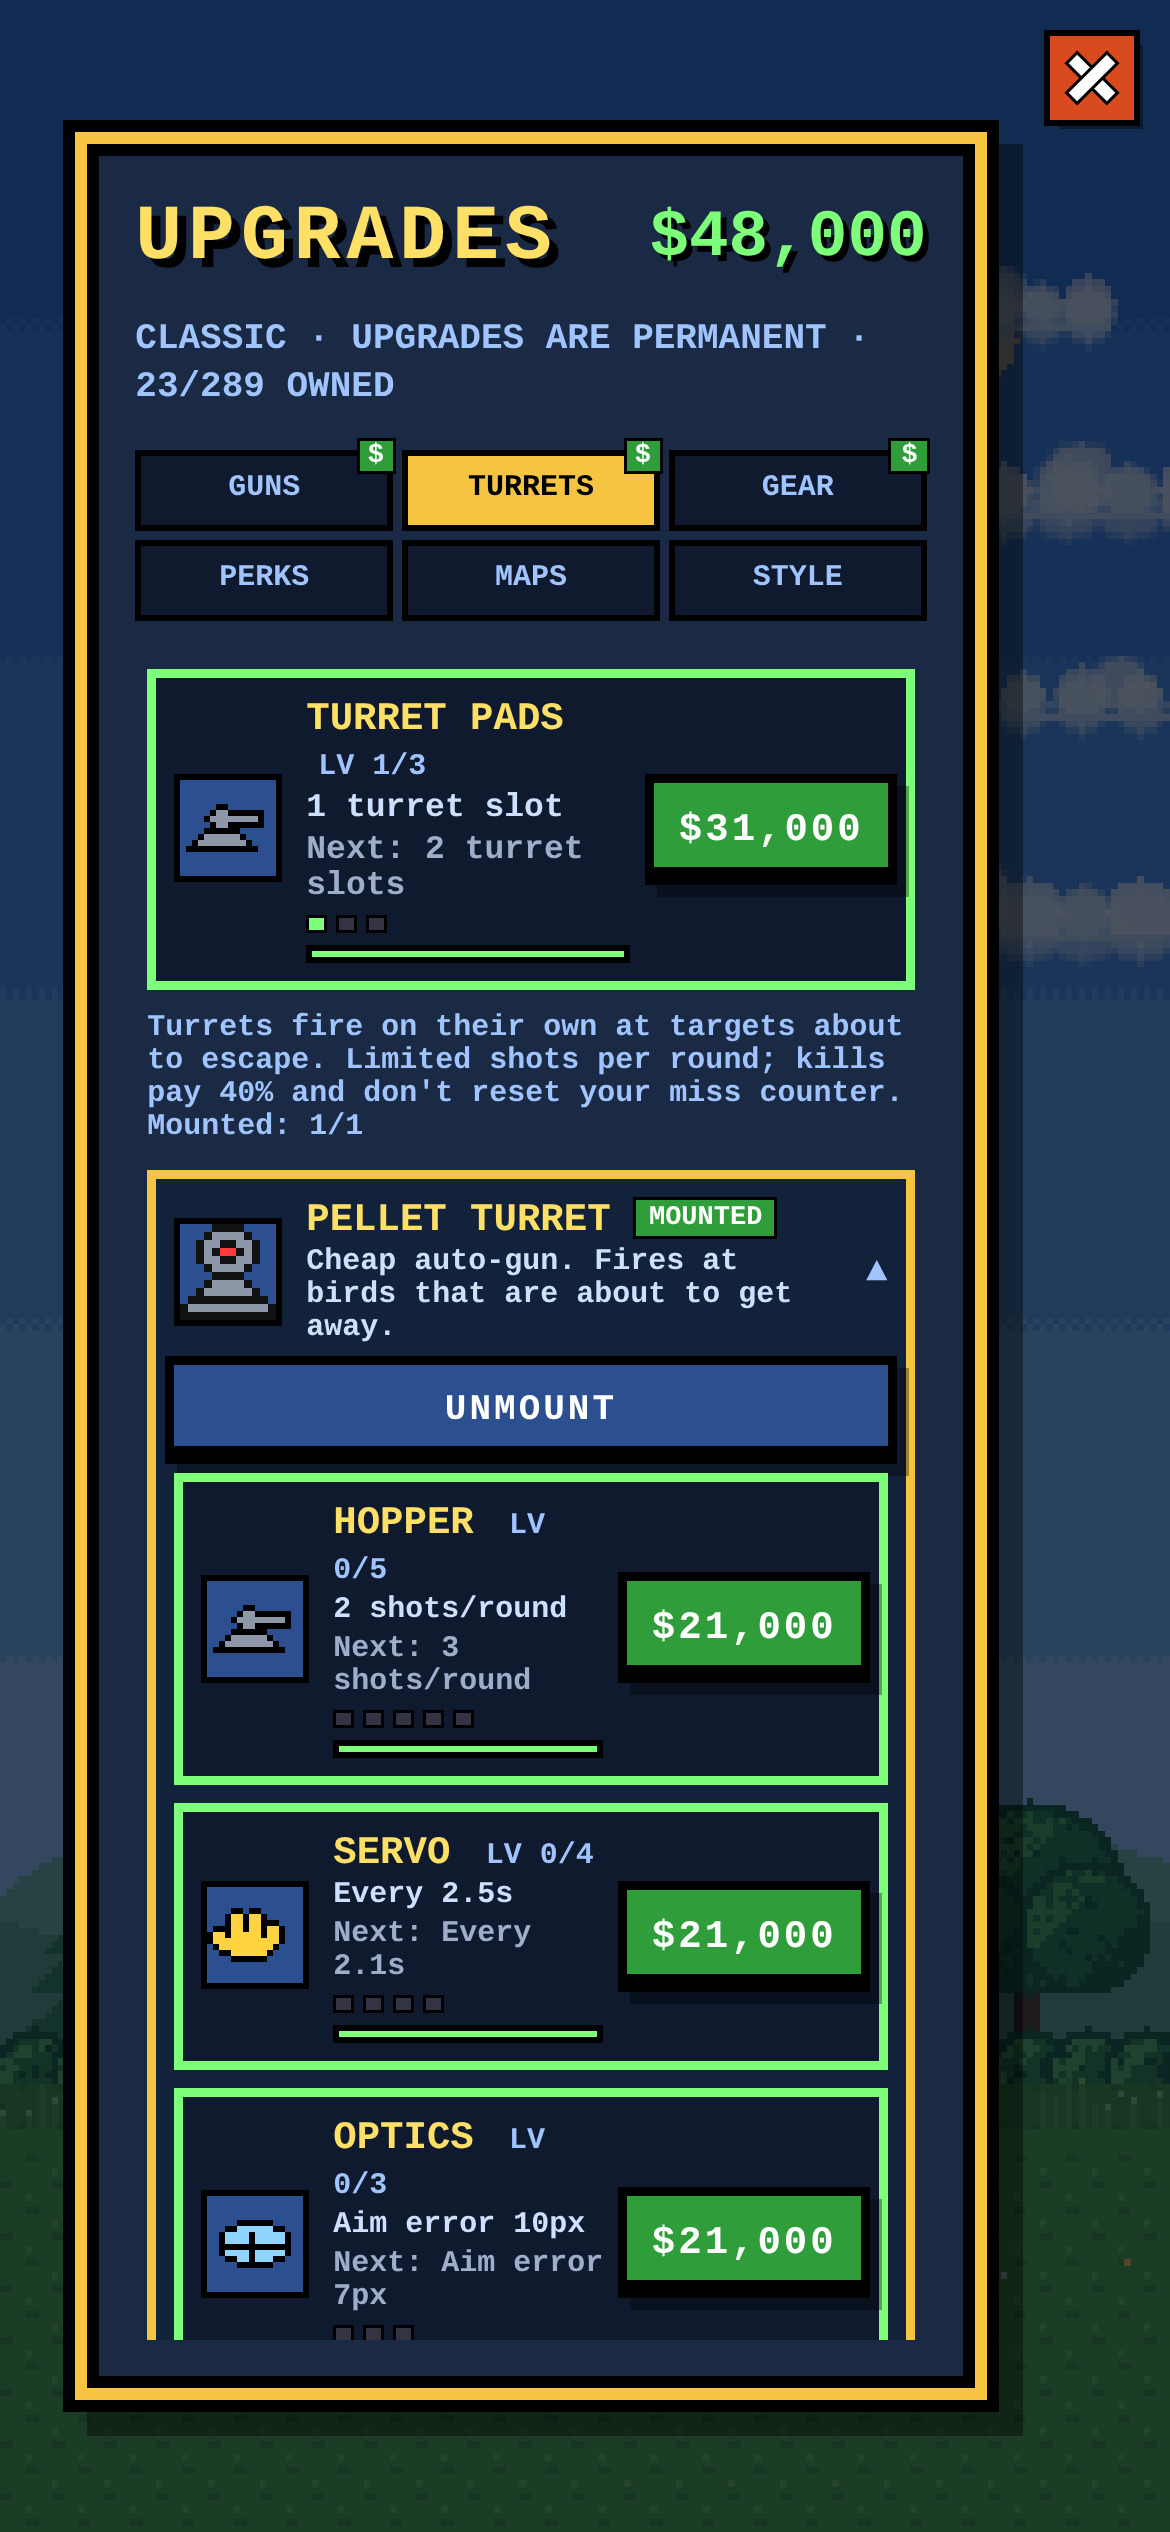 UPGRADES $48,000
CLASSIC · UPGRADES ARE PERMANENT ·
23/289 OWNED
GUNS $ TURRETS $ GEAR $
PERKS MAPS STYLE
TURRET PADS
LV 1/3
1 turret slot
Next: 2 turret
slots
$31,000
Turrets fire on their own at targets about
to escape. Limited shots per round; kills
pay 40% and don't reset your miss counter.
Mounted: 1/1
PELLET TURRET MOUNTED
Cheap auto-gun. Fires at
birds that are about to get
away.
▲
UNMOUNT
HOPPER LV
0/5
2 shots/round
Next: 3
shots/round
$21,000
SERVO LV 0/4
Every 2.5s
Next: Every
2.1s
$21,000
OPTICS LV
0/3
Aim error 10px
Next: Aim error
7px
$21,000